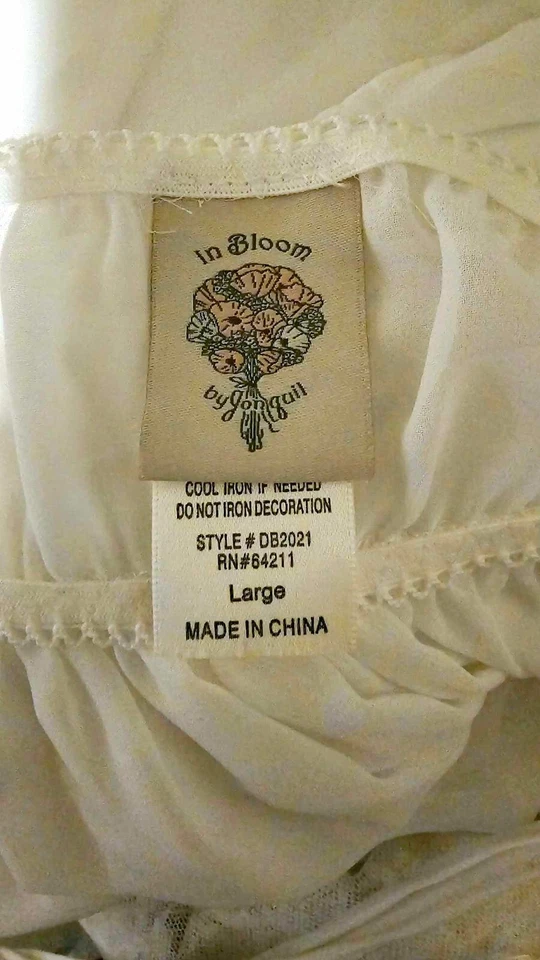 in Bloom
by Jonquil
COOL IRON IF NEEDED
DO NOT IRON DECORATION
STYLE # DB2021
RN#64211
Large
MADE IN CHINA